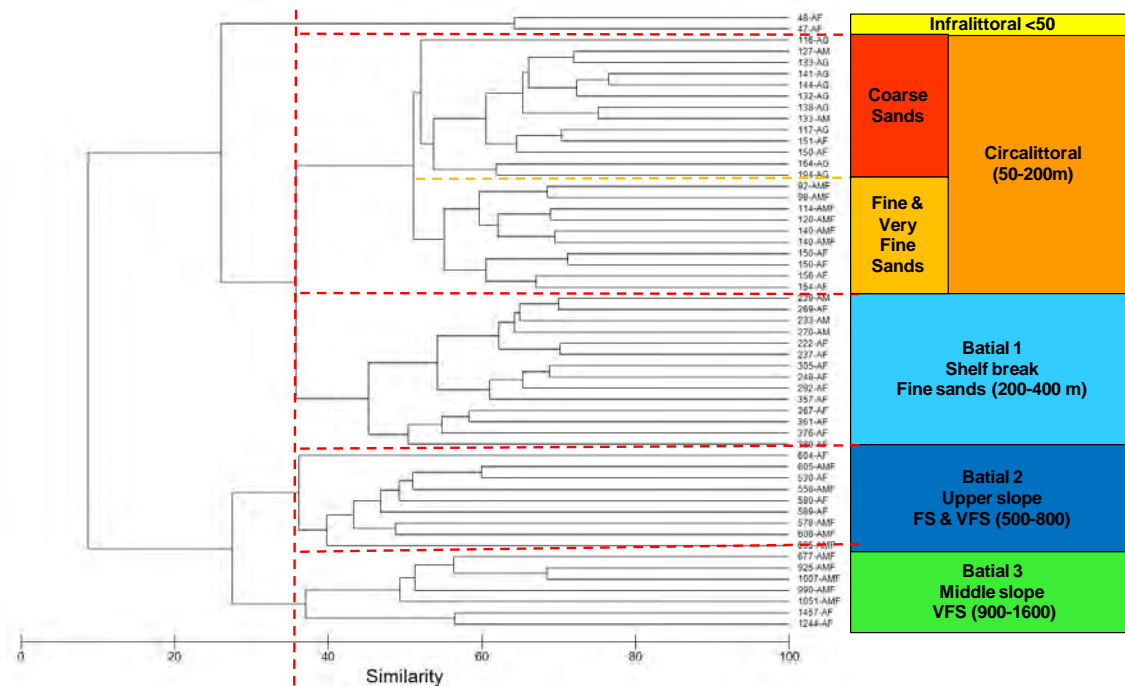 48-AF
47-AF
116-AG
127-AM
133-AG
141-AG
144-AG
132-AG
138-AG
133-AM
117-AG
151-AF
150-AF
164-AG
194-AG
92-AMF
98-AMF
114-AMF
120-AMF
140-AMF
140-AMF
150-AF
150-AF
156-AF
154-AF
239-AM
269-AF
233-AM
270-AM
222-AF
237-AF
305-AF
248-AF
292-AF
357-AF
367-AF
361-AF
376-AF
604-AF
605-AMF
530-AF
556-AMF
580-AF
589-AF
578-AMF
606-AMF
677-AMF
925-AMF
1007-AMF
990-AMF
1051-AMF
1457-AF
1244-AF
0 20 40 60 80 100
Similarity
Infralittoral <50
Coarse
Sands
Circalittoral
(50-200m)
Fine &
Very
Fine
Sands
Batial 1
Shelf break
Fine sands (200-400 m)
Batial 2
Upper slope
FS & VFS (500-800)
Batial 3
Middle slope
VFS (900-1600)